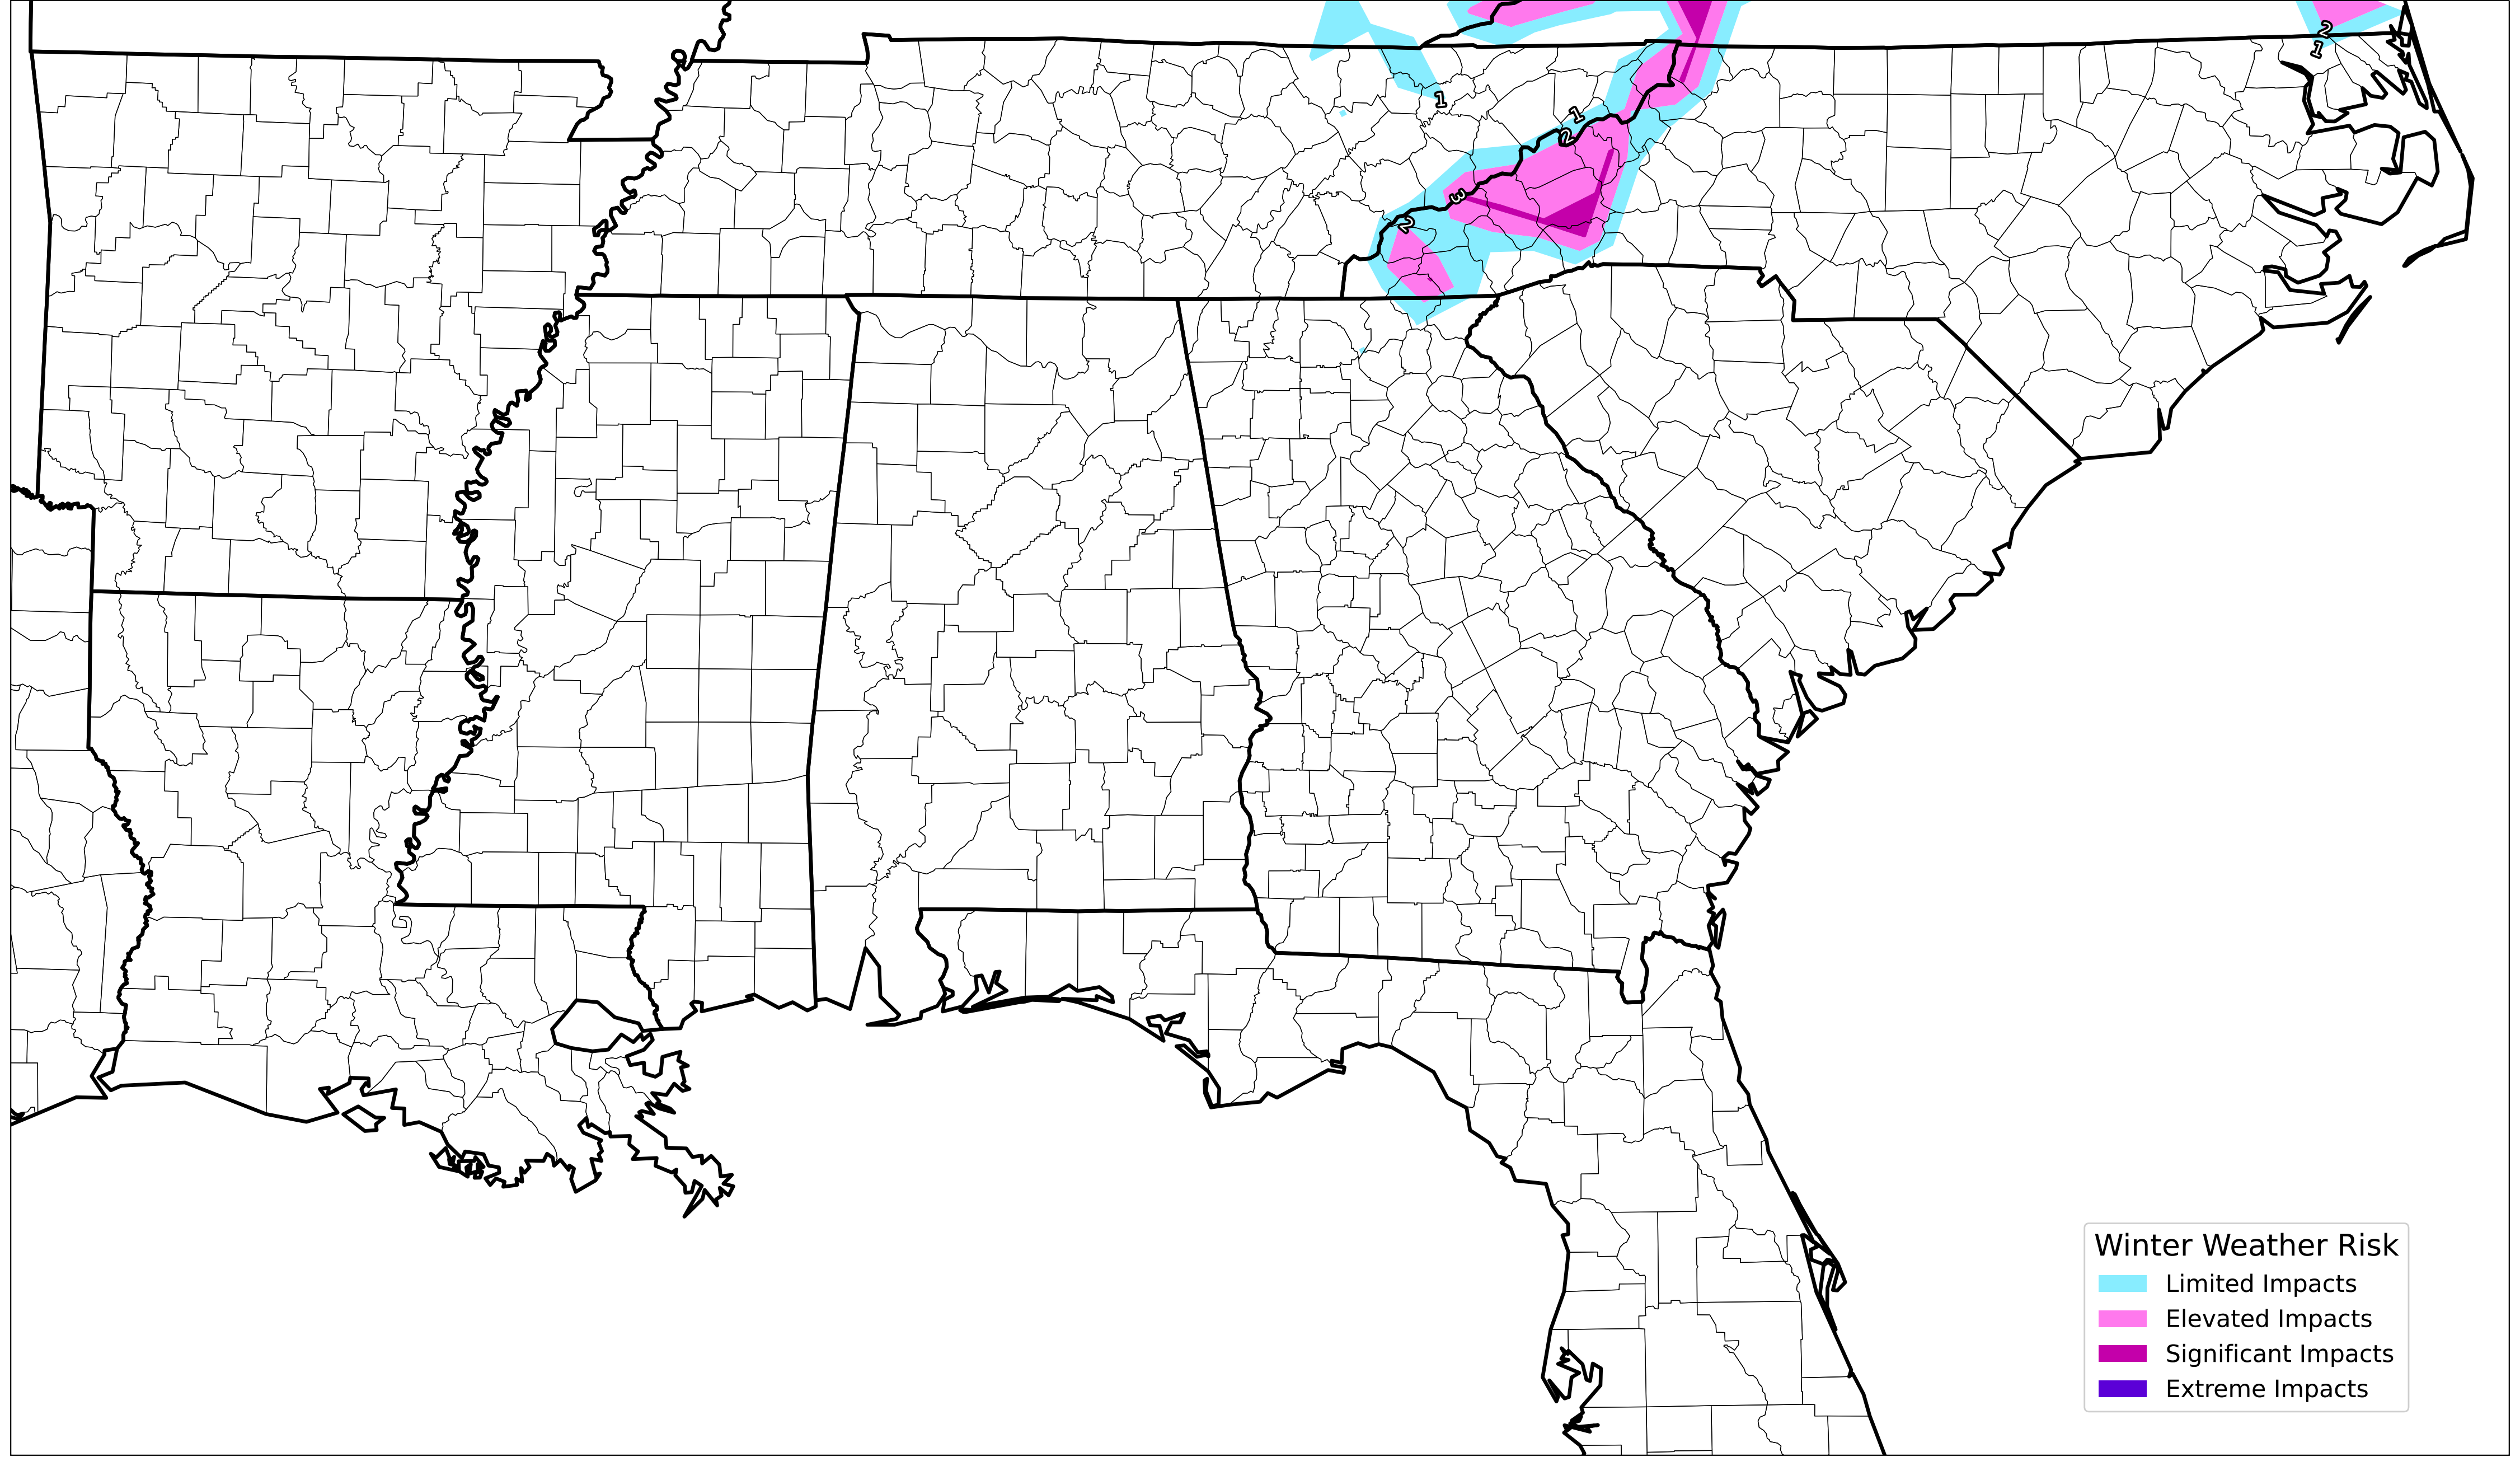 2
1
1
1
2
3
2
Winter Weather Risk
Limited Impacts
Elevated Impacts
Significant Impacts
Extreme Impacts